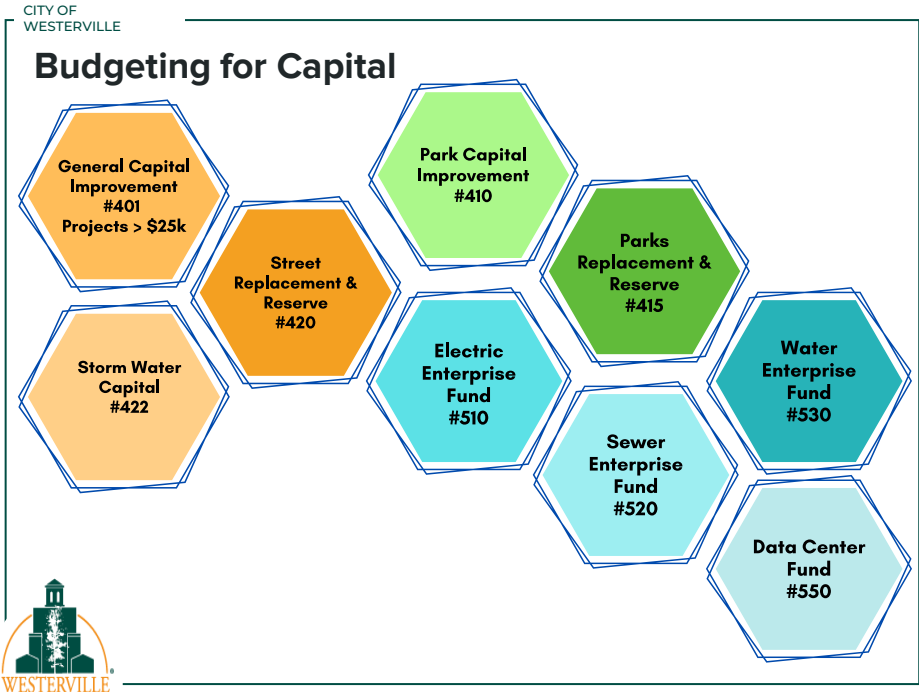 CITY OF
WESTERVILLE
Budgeting for Capital
General Capital
Improvement
#401
Projects > $25k
Street
Replacement &
Reserve
#420
Storm Water
Capital
#422
Park Capital
Improvement
#410
Parks
Replacement &
Reserve
#415
Electric
Enterprise
Fund
#510
Sewer
Enterprise
Fund
#520
Water
Enterprise
Fund
#530
Data Center
Fund
#550
WESTERVILLE®